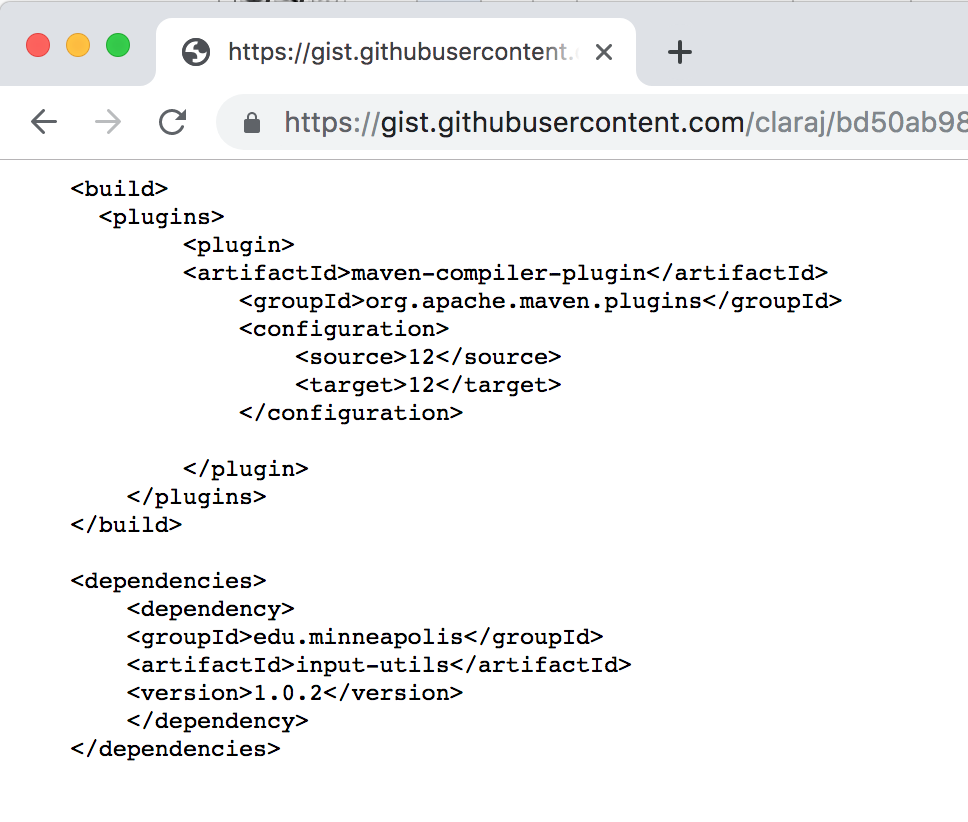 https://gist.githubusercontent.
https://gist.githubusercontent.com/claraj/bd50ab98
<build>
<plugins>
<plugin>
<artifactId>maven-compiler-plugin</artifactId>
<groupId>org.apache.maven.plugins</groupId>
<configuration>
<source>12</source>
<target>12</target>
</configuration>
</plugin>
</plugins>
</build>
<dependencies>
<dependency>
<groupId>edu.minneapolis</groupId>
<artifactId>input-utils</artifactId>
<version>1.0.2</version>
</dependency>
</dependencies>